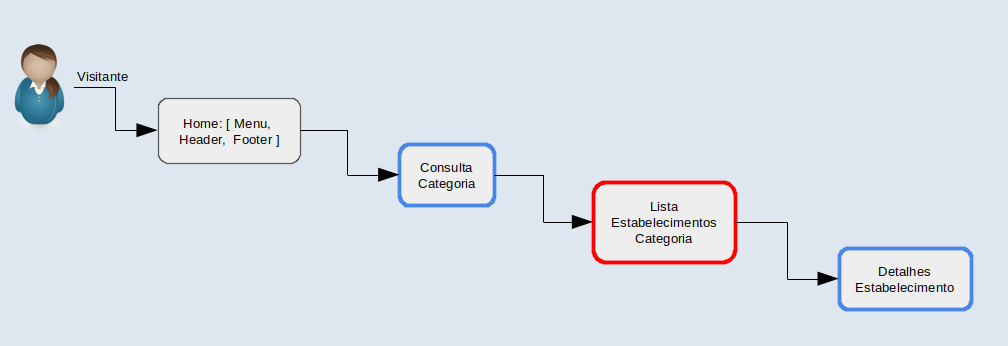 Visitante
Home: [ Menu,
Header, Footer ]
Consulta
Categoria
Lista
Estabelecimentos
Categoria
Detalhes
Estabelecimento